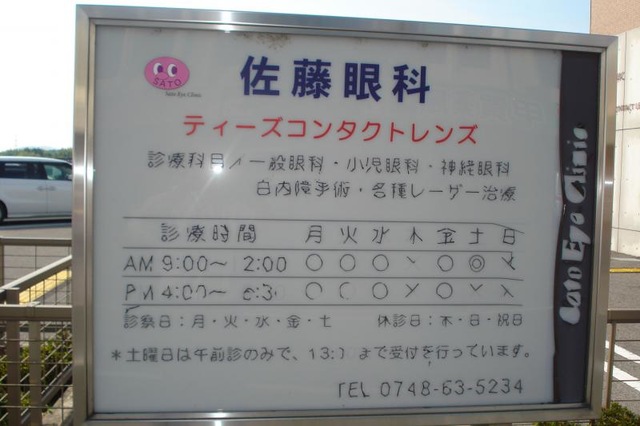 SATO
Sato Eye Clinic
佐藤眼科
ティーズコンタクトレンズ
診療科目/一般眼科・小児眼科・神経眼科
白内障手術・各種レーザー治療
診療時間 月 火 水 木 金 土 日
AM 9:00～ 2:00 ○ ○ ○ ○ ◎
PM 4:00～ 6:3 ○ ○ ○ ○
診察日:月・火・水・金・土 休診日:木・日・祝日
*土曜日は午前診のみで、13: まで受付を行っています。
TEL 0748-63-5234
Sato Eye Clinic